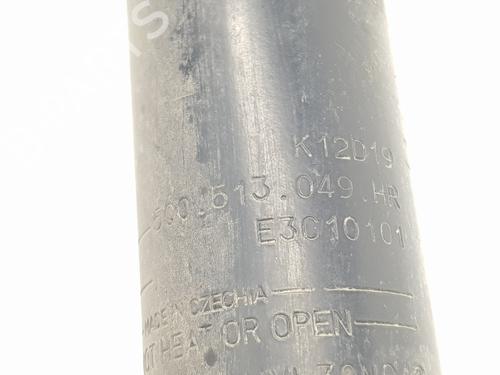 K12D19
5Q0.513.049.HR
E3C10101
MADE IN CZECHIA
HEAT OR OPEN